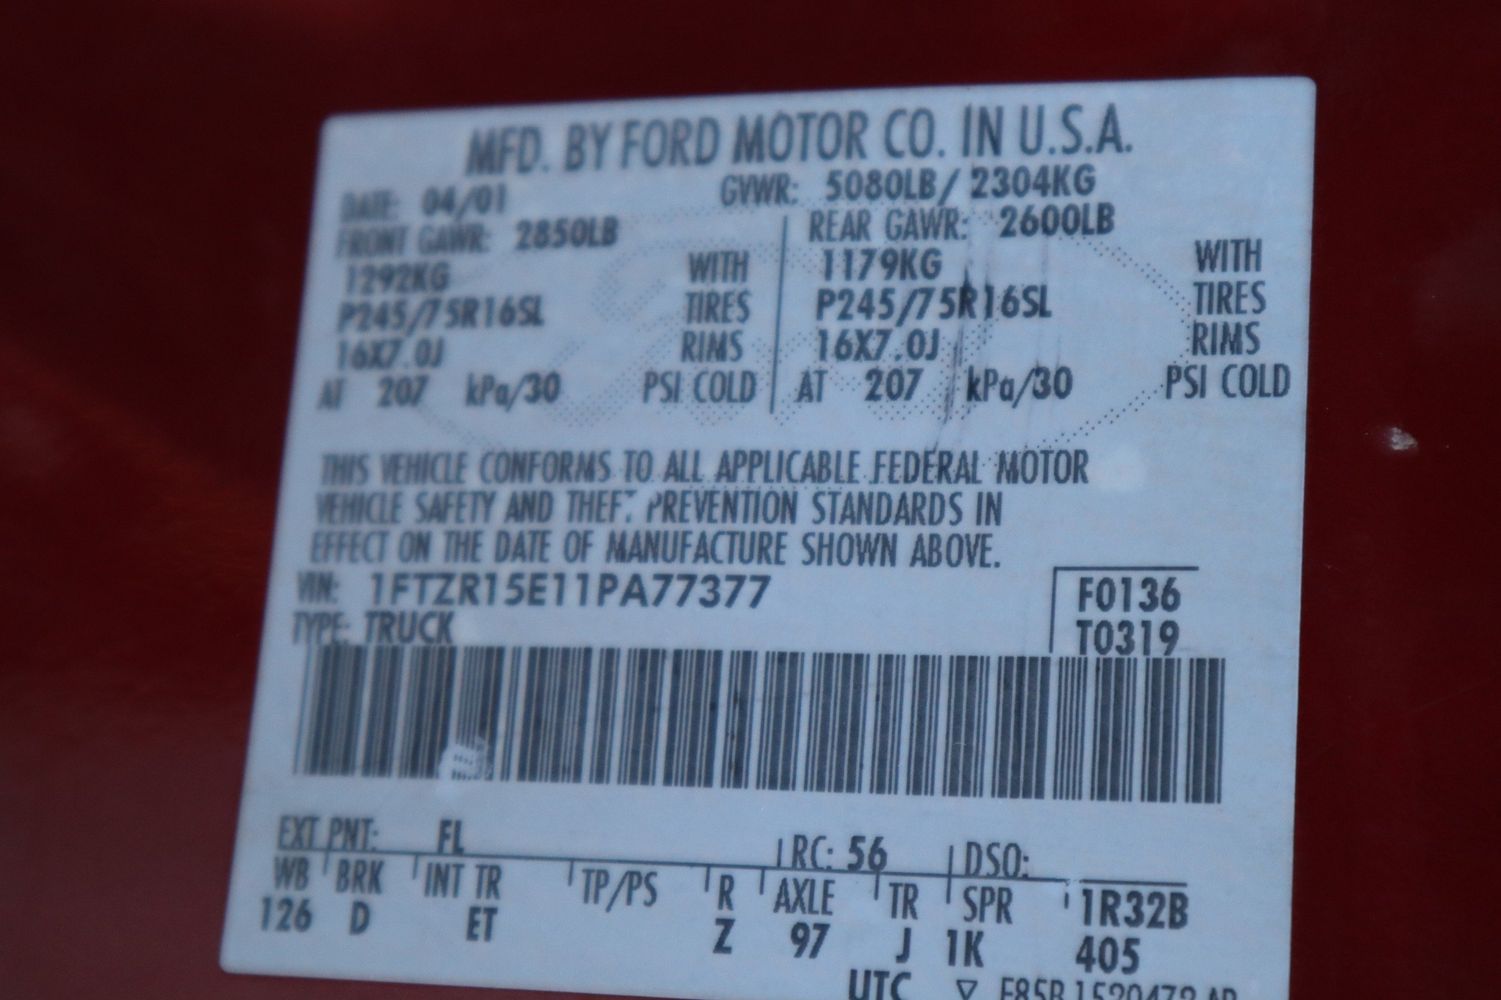 MFD. BY FORD MOTOR CO. IN U.S.A.
DATE: 04/01 GVWR: 5080LB/ 2304KG
FRONT GAWR: 2850LB REAR GAWR: 2600LB
1292KG WITH 1179KG WITH
P245/75R16SL TIRES P245/75R16SL TIRES
16X7.0J RIMS 16X7.0J RIMS
AT 207 kPa/30 PSI COLD AT 207 kPa/30 PSI COLD
THIS VEHICLE CONFORMS TO ALL APPLICABLE FEDERAL MOTOR
VEHICLE SAFETY AND THEFT PREVENTION STANDARDS IN
EFFECT ON THE DATE OF MANUFACTURE SHOWN ABOVE.
VIN: 1FTZR15E11PA77377 F0136
TYPE: TRUCK T0319
EXT PNT: FL RC: 56 DSO:
WB BRK INT TR TP/PS R AXLE TR SPR 1R32B
126 D ET Z 97 J 1K 405
UTC